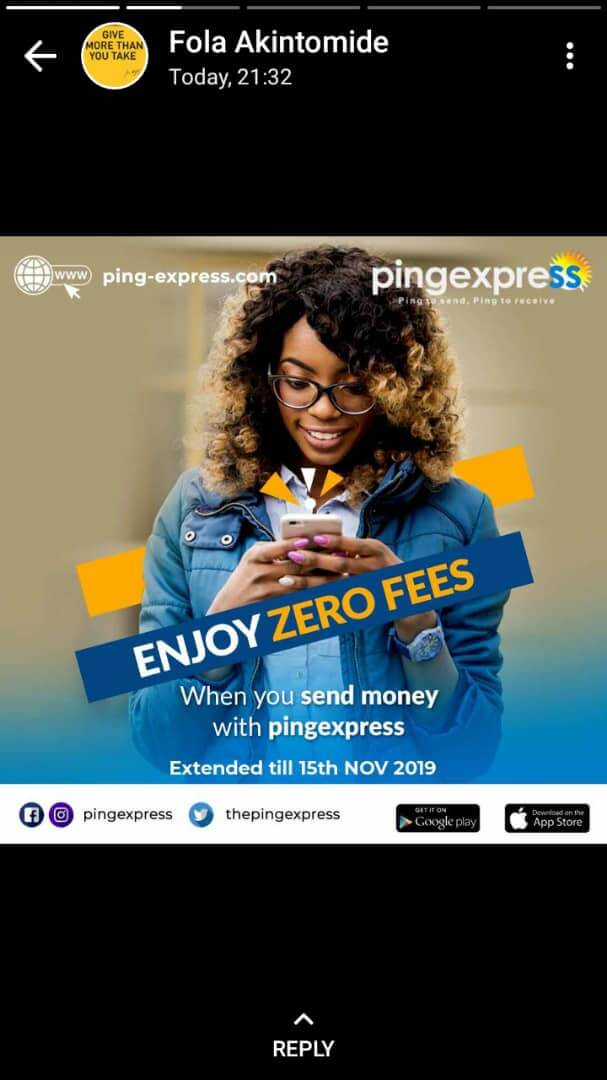 GIVE
MORE THAN
YOU TAKE
Fola Akintomide
Today, 21:32
www ping-express.com
pingexpress
Ping to send, Ping to receive
ENJOY ZERO FEES
When you send money
with pingexpress
Extended till 15th NOV 2019
pingexpress thepingexpress
GET IT ON
Google play
Download on the
App Store
REPLY